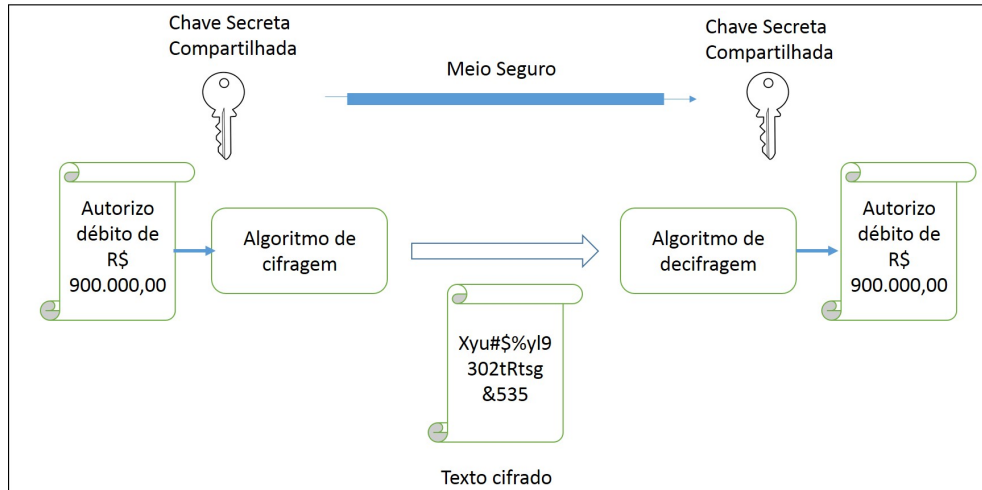 Chave Secreta
Compartilhada
Meio Seguro
Chave Secreta
Compartilhada
Autorizo
débito de
R$
900.000,00
Algoritmo de
cifragem
Algoritmo de
decifragem
Autorizo
débito de
R$
900.000,00
Xyu#$%yl9
302tRtsg
&535
Texto cifrado